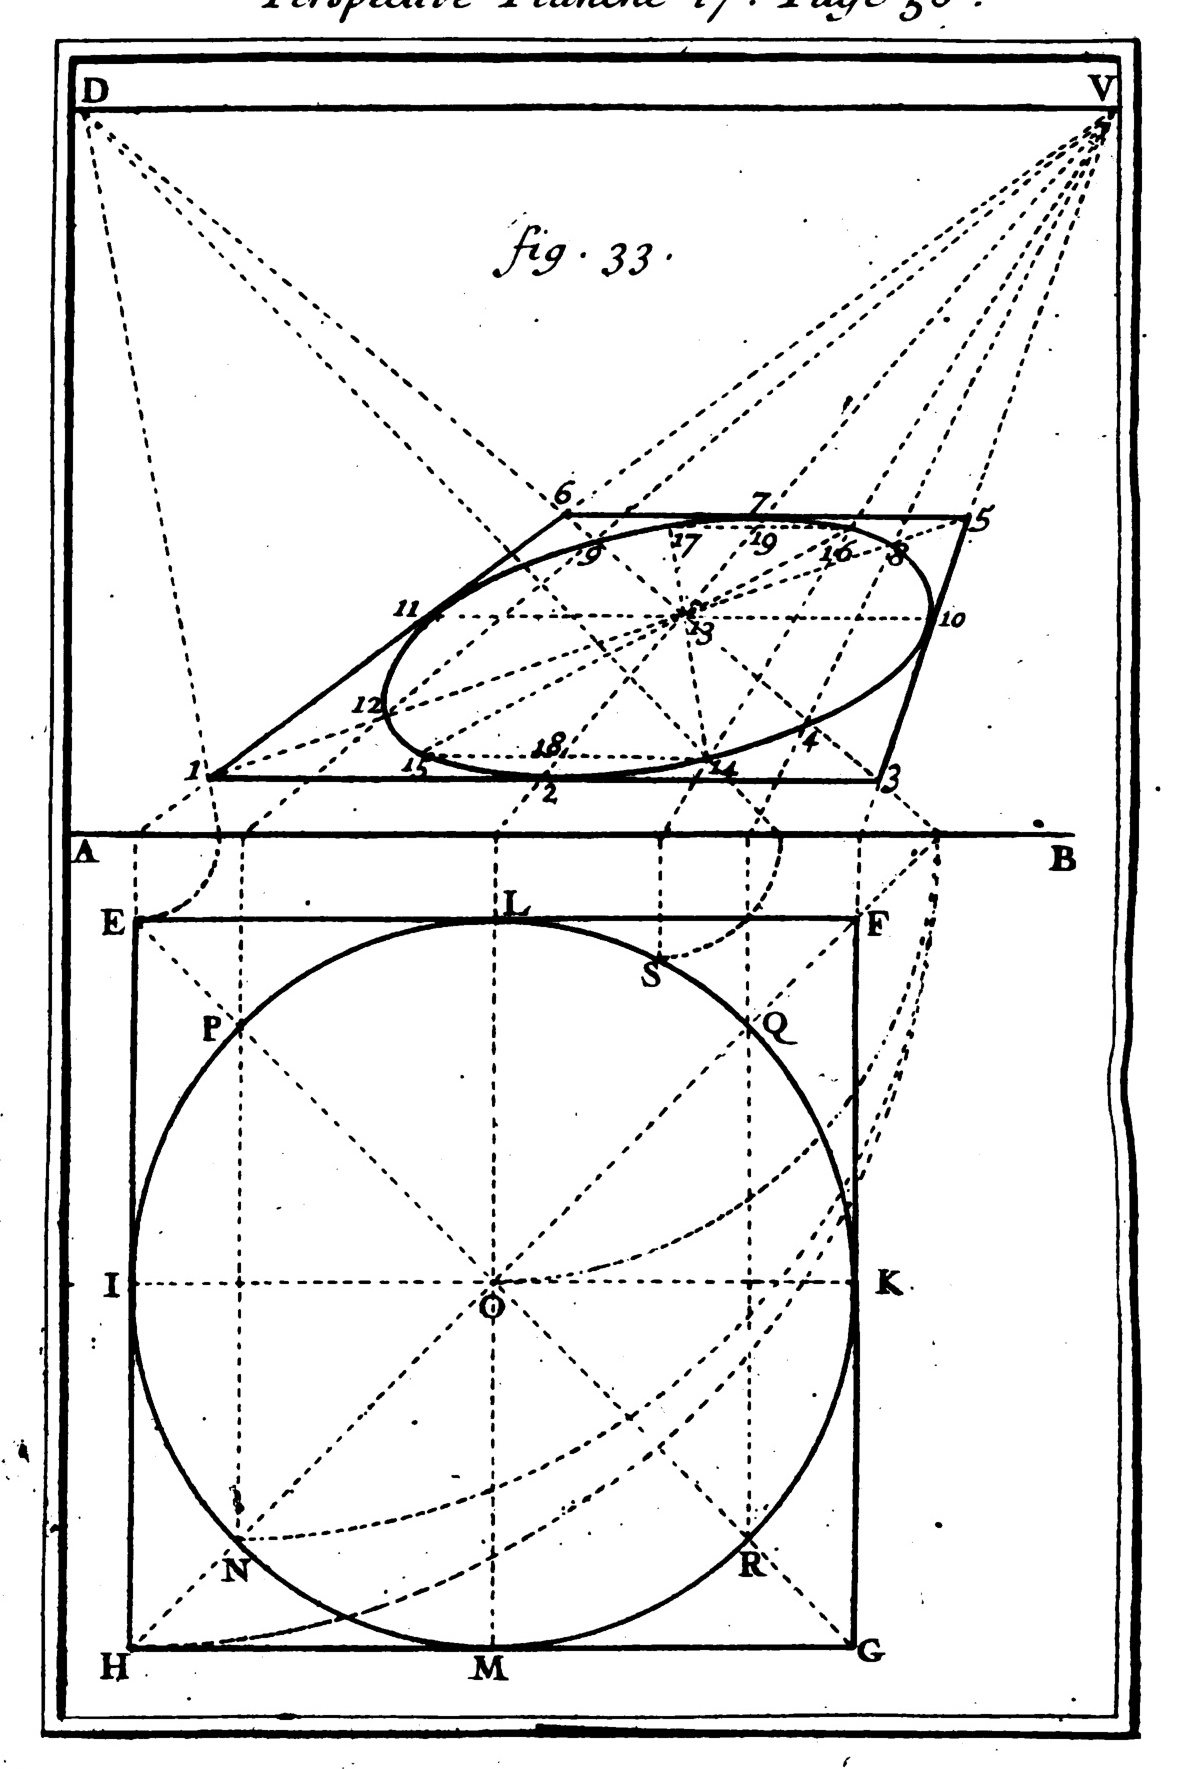 Perspective Planche 17. Page 50.
D V
fig. 33.
6 7 5
17 19 16 8
9
11 13 10
12
18 4
15 14
1 2 3
A B
E L F
S
P Q
I O K
N R
H M G